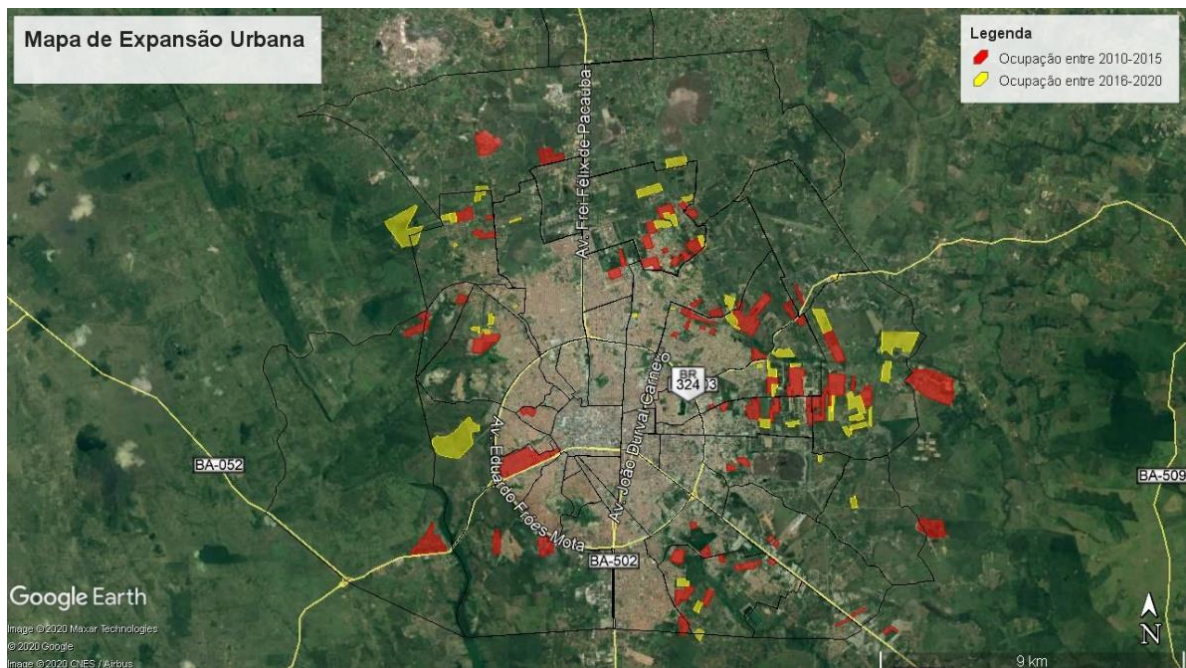 Mapa de Expansão Urbana
Legenda
Ocupação entre 2010-2015
Ocupação entre 2016-2020
Av. Frei Félix de Pacaúba
BR
324
03
Av. João Durval Carneiro
Av. Eduardo Fróes Mota
BA-052
BA-509
BA-502
Google Earth
Image © 2020 Maxar Technologies
© 2020 Google
Image © 2020 CNES / Airbus
N
9 km